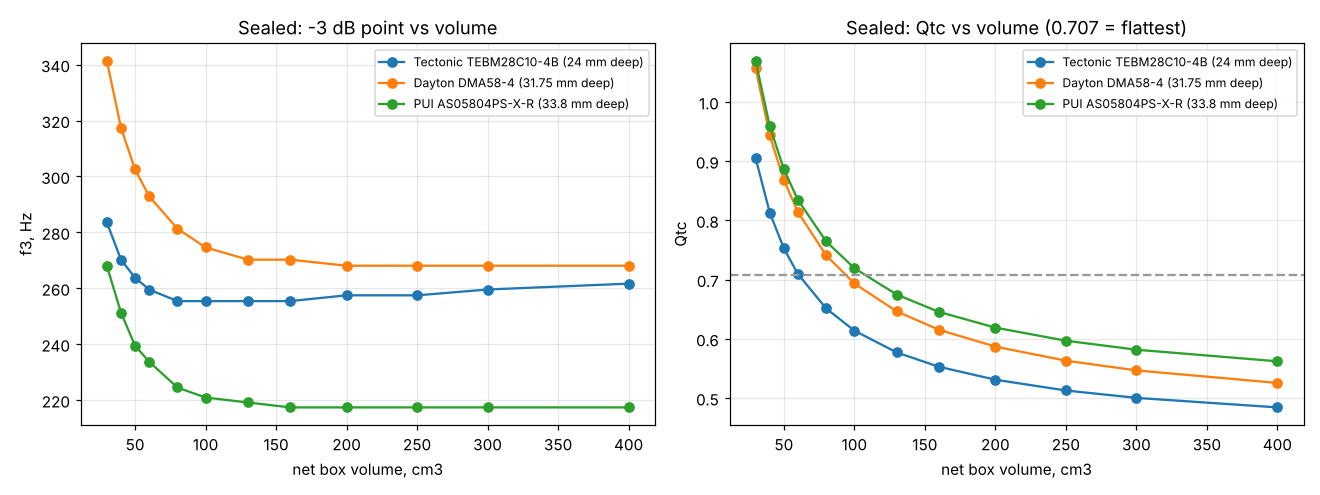 Sealed: -3 dB point vs volume
Tectonic TEBM28C10-4B (24 mm deep)
Dayton DMA58-4 (31.75 mm deep)
PUI AS05804PS-X-R (33.8 mm deep)
340
320
300
280
260
240
220
f3, Hz
50
100
150
200
250
300
350
400
net box volume, cm3
Sealed: Qtc vs volume (0.707 = flattest)
Tectonic TEBM28C10-4B (24 mm deep)
Dayton DMA58-4 (31.75 mm deep)
PUI AS05804PS-X-R (33.8 mm deep)
1.0
0.9
0.8
0.7
0.6
0.5
Qtc
50
100
150
200
250
300
350
400
net box volume, cm3